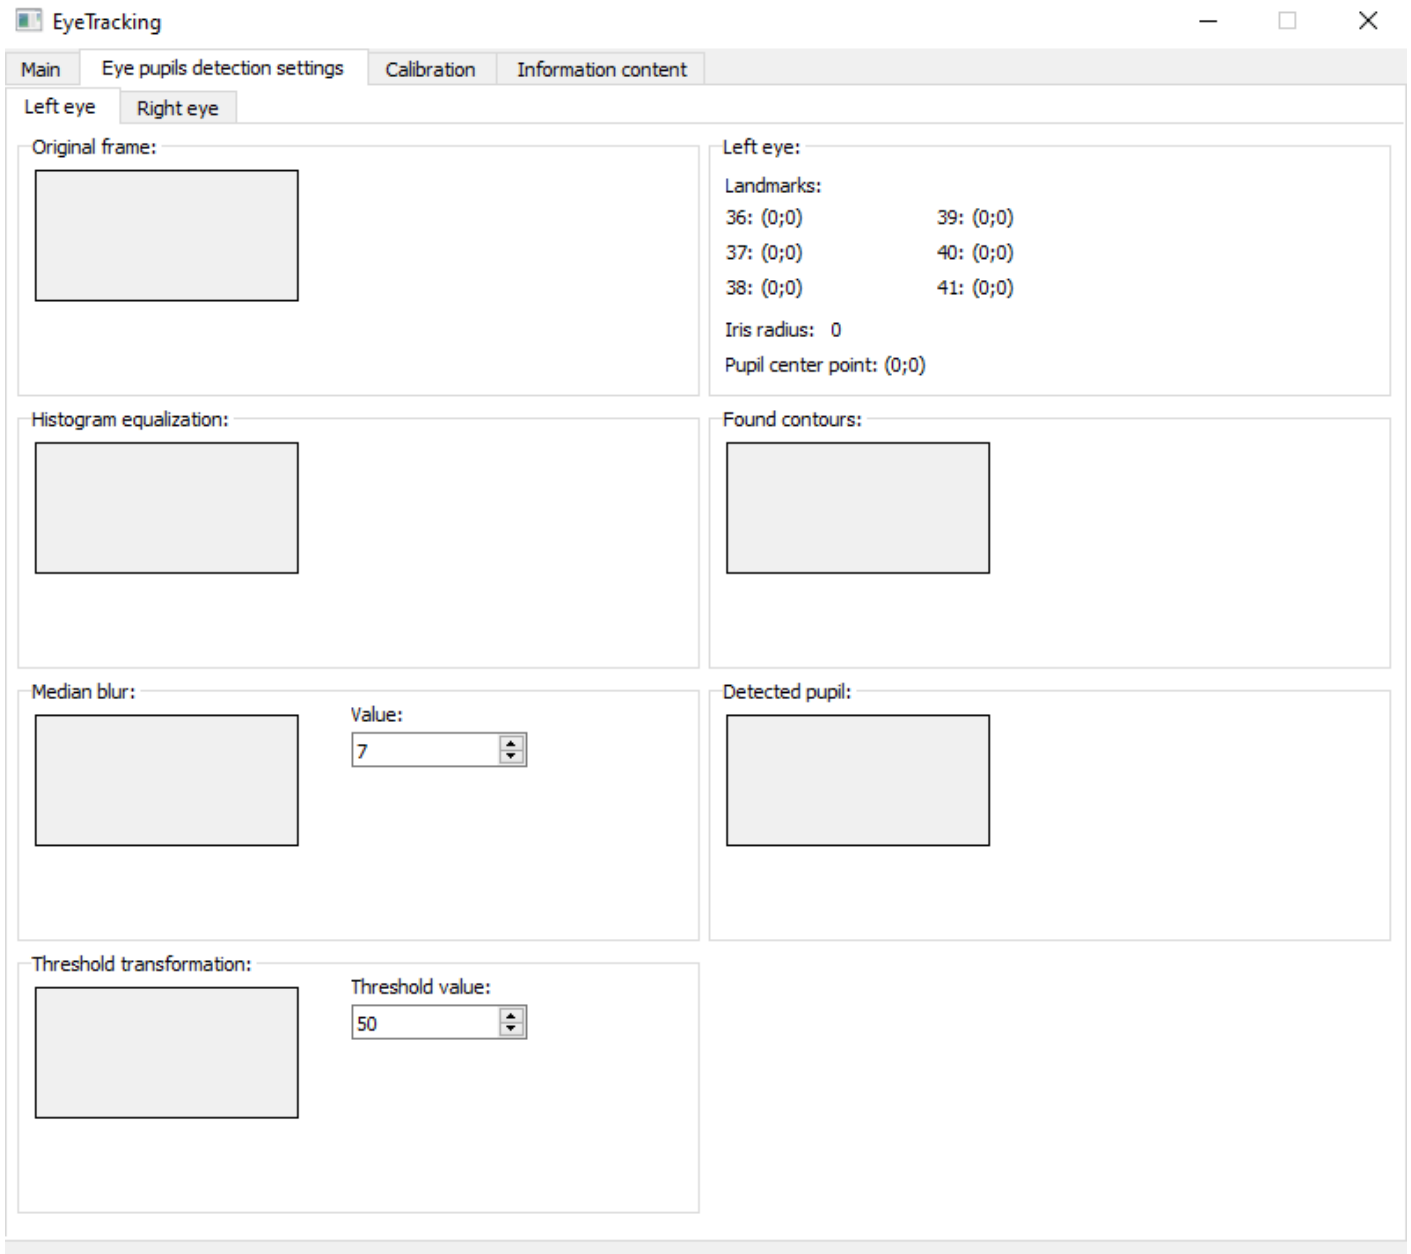 EyeTracking
Main Eye pupils detection settings Calibration Information content
Left eye Right eye
Original frame:
Left eye:
Landmarks:
36: (0;0) 39: (0;0)
37: (0;0) 40: (0;0)
38: (0;0) 41: (0;0)
Iris radius: 0
Pupil center point: (0;0)
Histogram equalization:
Found contours:
Median blur:
Value:
7
Detected pupil:
Threshold transformation:
Threshold value:
50